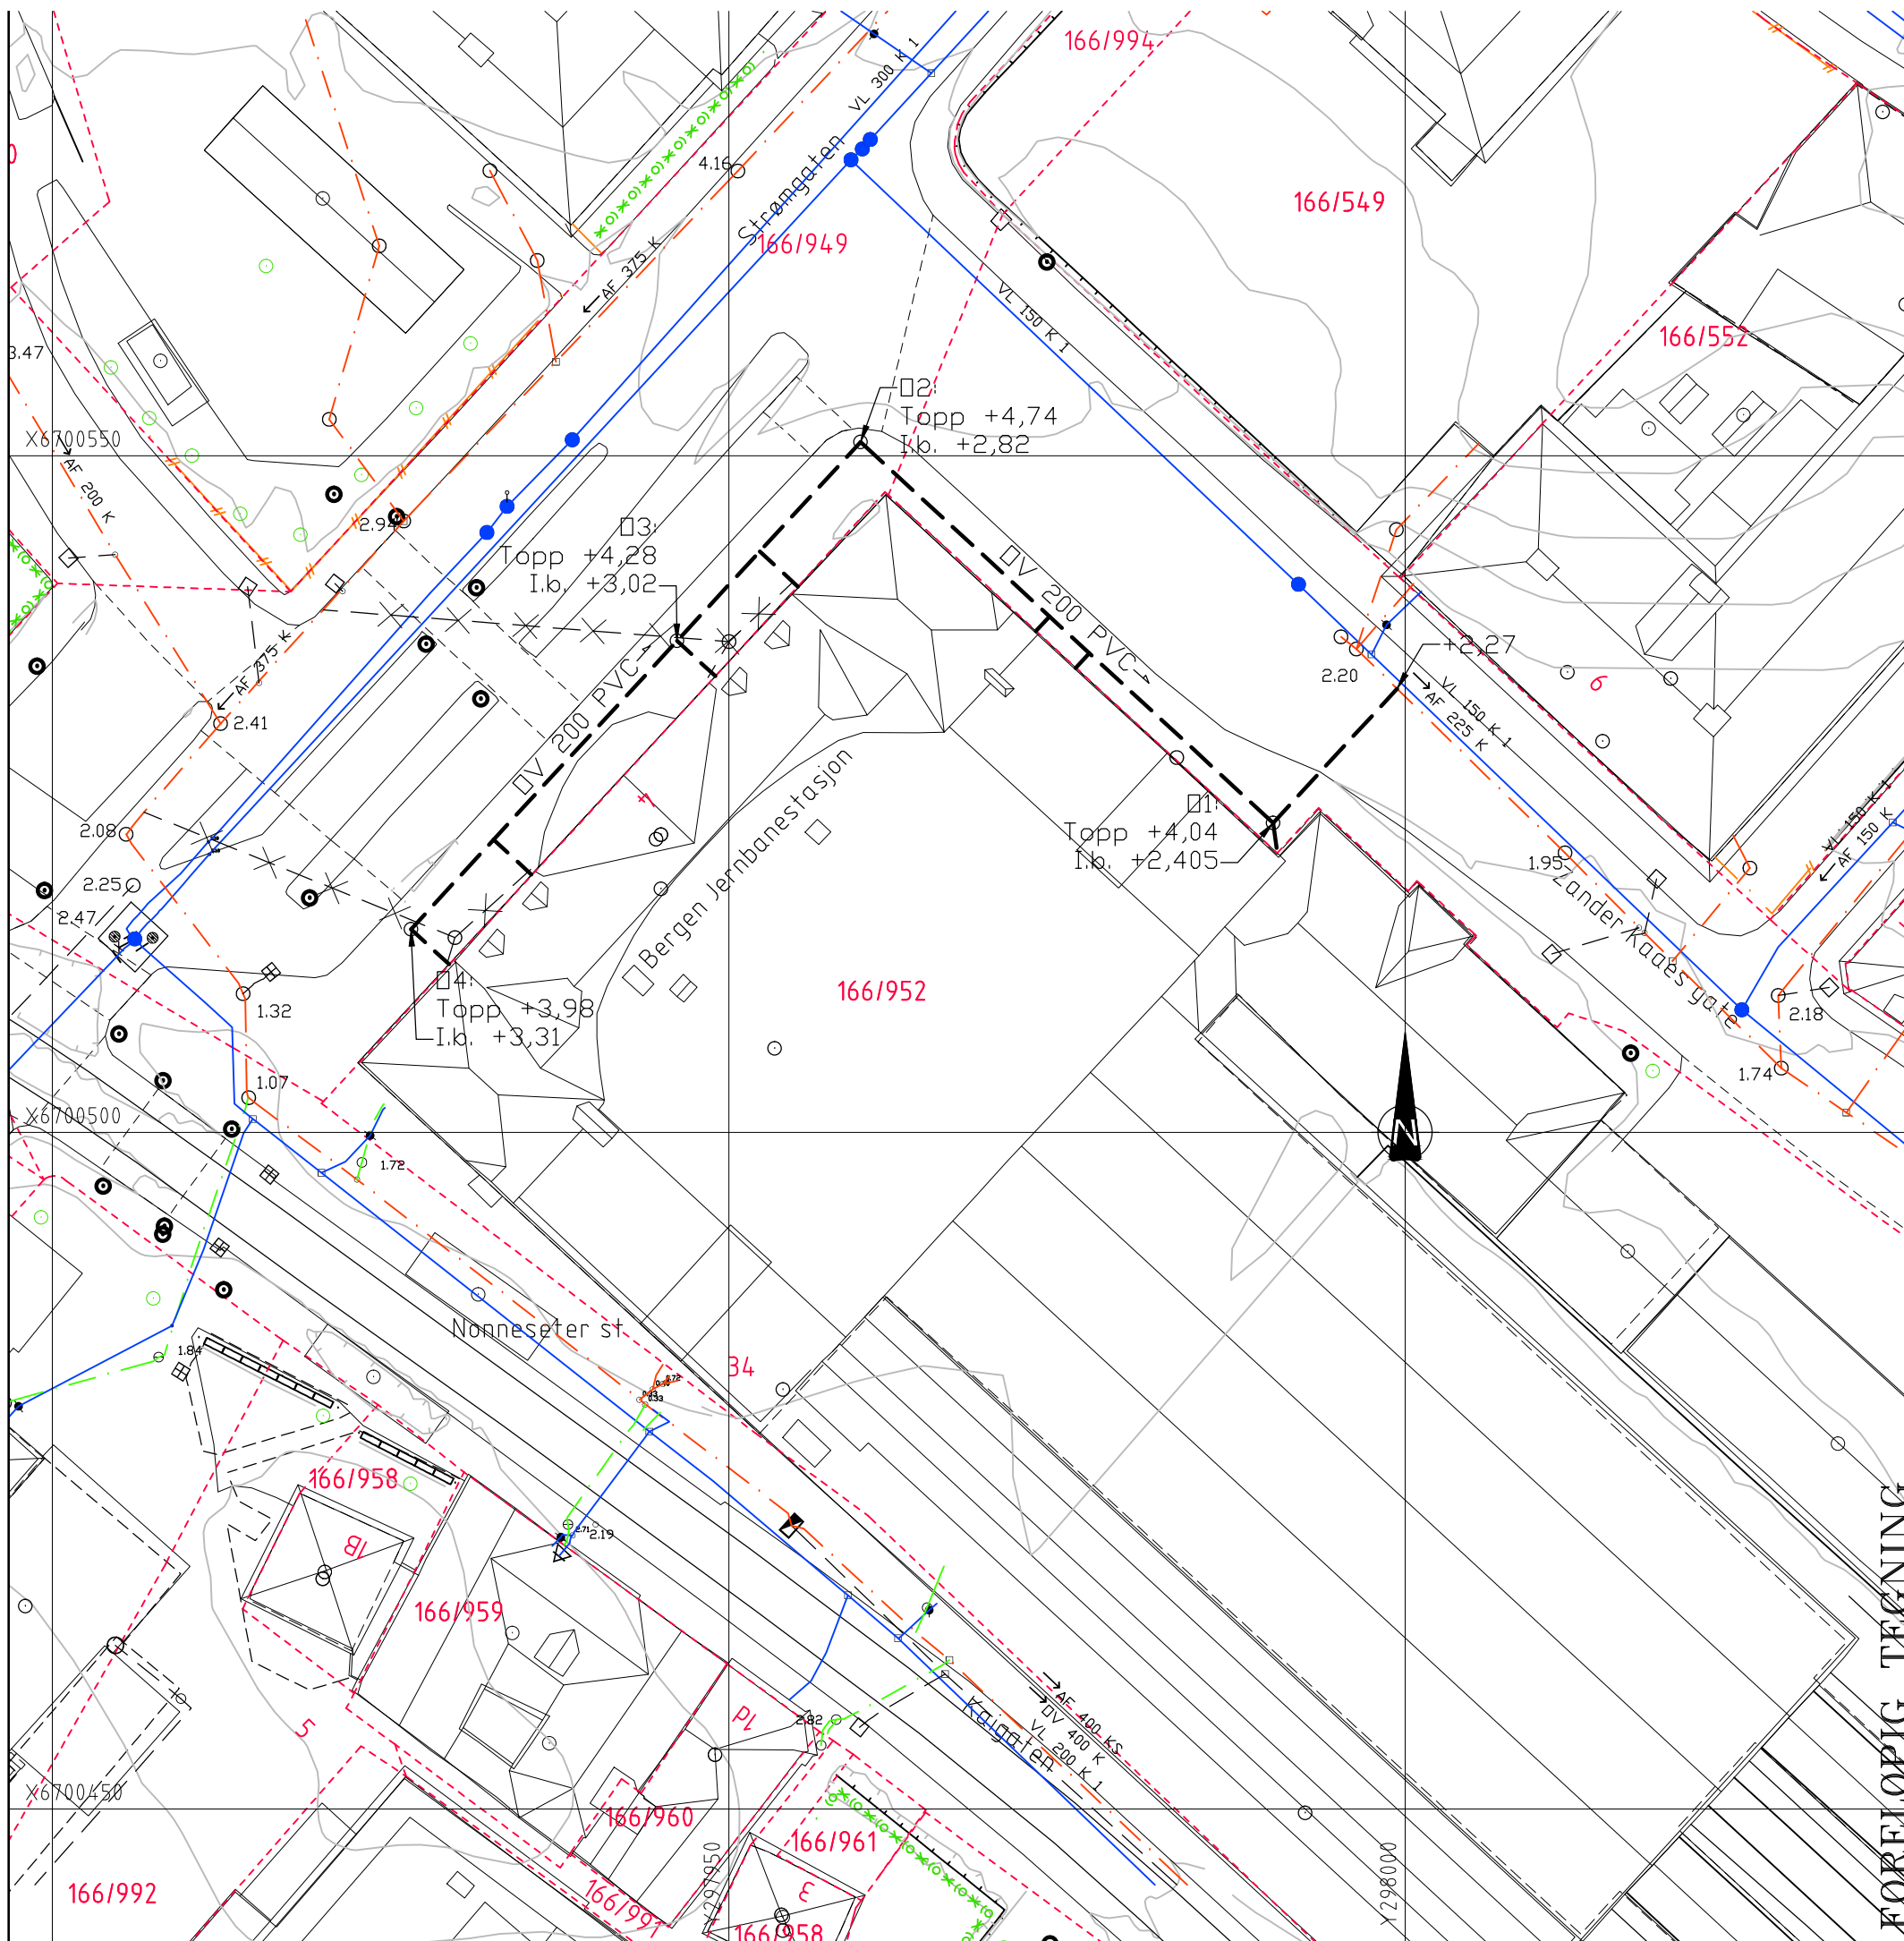 166/994
VL 300 K 1
4.16
Strømgaten
166/949
166/549
AF 375 K
VL 150 K 1
166/552
3.47
X6700550
AF 200 K
2.94
□2:
Topp +4,74
I.b. +2,82
□3:
Topp +4,28
I.b. +3,02
□V 200 PVC
□V 200 PVC
+2,27
2.20
6
VL 150 K 1
AF 225 K
AF 375 K
2.41
4
Bergen Jernbanestasjon
□1:
Topp +4,04
I.b. +2,405
2.08
2.25
2.47
1.95
Zander Kaaes gate
VL 150 K 1
AF 150 K
□4:
Topp +3,98
I.b. +3,31
166/952
1.32
2.18
1.74
1.07
X6700500
N
1.72
Nonneseter st
1.84
34
166/958
1B
2.71
2.19
166/959
5
1d
2.82
AF 400 KS
□V 400 K
VL 200 K 1
Kaigaten
X6700450
166/960
166/961
166/992
166/991
Y297950
3
166/958
Y298000
FORELØPIG TEGNING